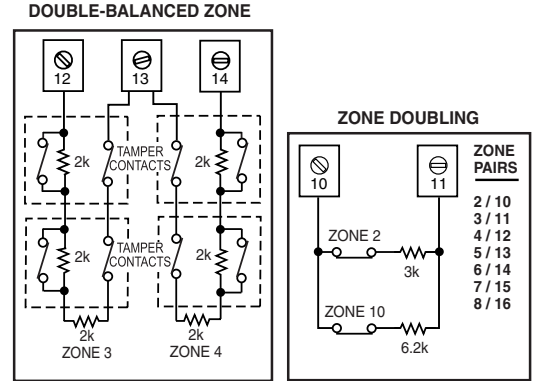 DOUBLE-BALANCED ZONE
12
13
14
2k
TAMPER
CONTACTS
2k
2k
TAMPER
CONTACTS
2k
2k
ZONE 3
2k
ZONE 4
ZONE DOUBLING
10
11
ZONE
PAIRS
2 / 10
3 / 11
4 / 12
5 / 13
6 / 14
7 / 15
8 / 16
ZONE 2
3k
ZONE 10
6.2k